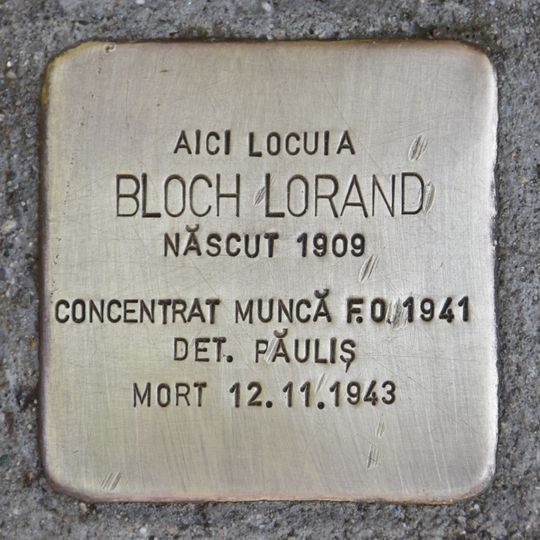 AICI LOCUIA
BLOCH LORAND
NĂSCUT 1909
CONCENTRAT MUNCĂ F.O. 1941
DET. PĂULIȘ
MORT 12.11.1943